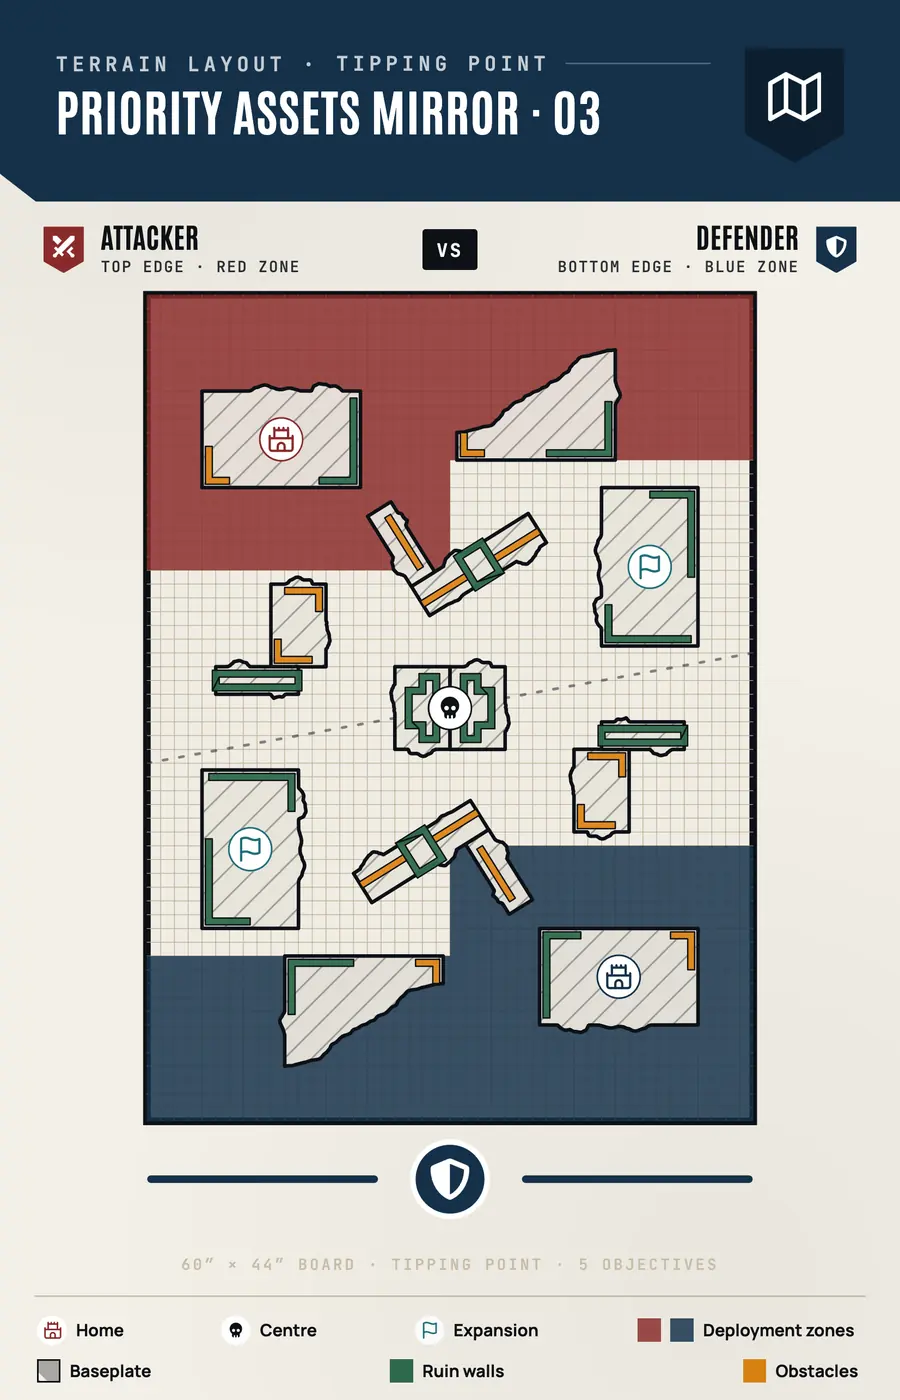 TERRAIN LAYOUT · TIPPING POINT
PRIORITY ASSETS MIRROR · 03
ATTACKER
TOP EDGE · RED ZONE
VS
DEFENDER
BOTTOM EDGE · BLUE ZONE
60″ × 44″ BOARD · TIPPING POINT · 5 OBJECTIVES
Home
Centre
Expansion
Deployment zones
Baseplate
Ruin walls
Obstacles